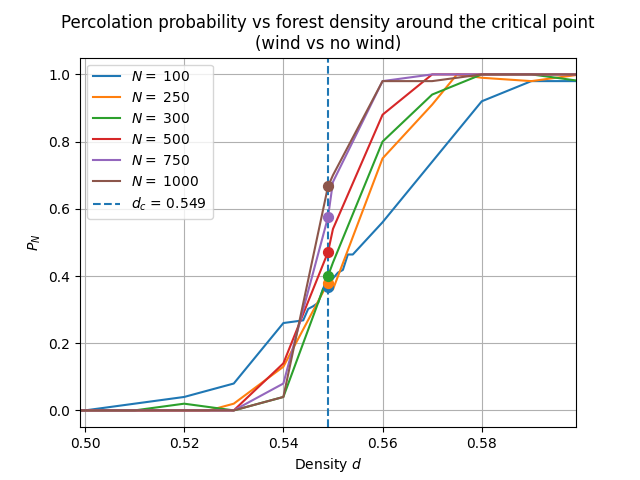 Percolation probability vs forest density around the critical point
(wind vs no wind)
N = 100
N = 250
N = 300
N = 500
N = 750
N = 1000
d_c = 0.549
P_N
1.0
0.8
0.6
0.4
0.2
0.0
0.50 0.52 0.54 0.56 0.58
Density d